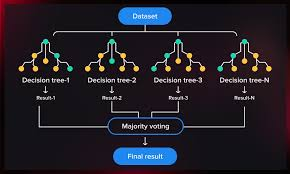 Dataset
Decision tree-1
Decision tree-2
Decision tree-3
Decision tree-N
Result-1
Result-2
Result-3
Result-N
Majority voting
Final result